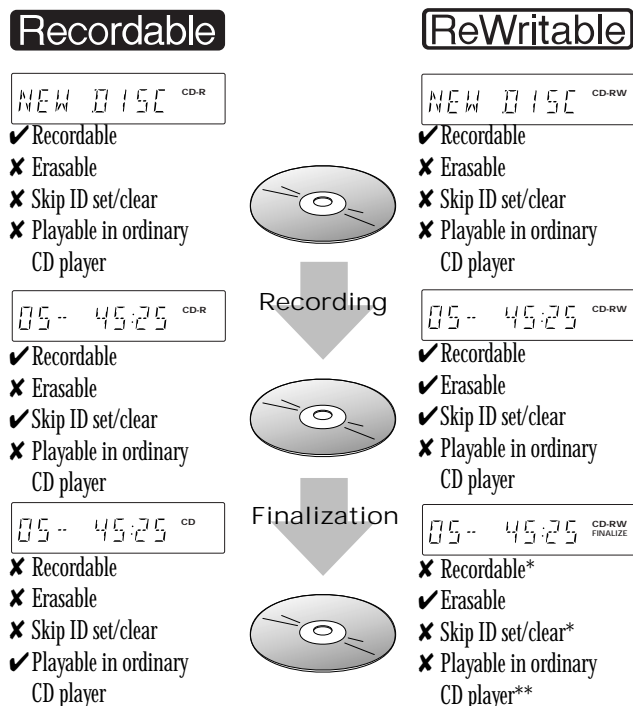 Recordable
NEW DISC CD-R
✔ Recordable
✘ Erasable
✘ Skip ID set/clear
✘ Playable in ordinary
CD player
05- 45:25 CD-R
✔ Recordable
✘ Erasable
✔ Skip ID set/clear
✘ Playable in ordinary
CD player
05- 45:25 CD
✘ Recordable
✘ Erasable
✘ Skip ID set/clear
✔ Playable in ordinary
CD player
Recording
Finalization
ReWritable
NEW DISC CD-RW
✔ Recordable
✘ Erasable
✘ Skip ID set/clear
✘ Playable in ordinary
CD player
05- 45:25 CD-RW
✔ Recordable
✔ Erasable
✔ Skip ID set/clear
✘ Playable in ordinary
CD player
05- 45:25 CD-RW
FINALIZE
✘ Recordable*
✔ Erasable
✘ Skip ID set/clear*
✘ Playable in ordinary
CD player**